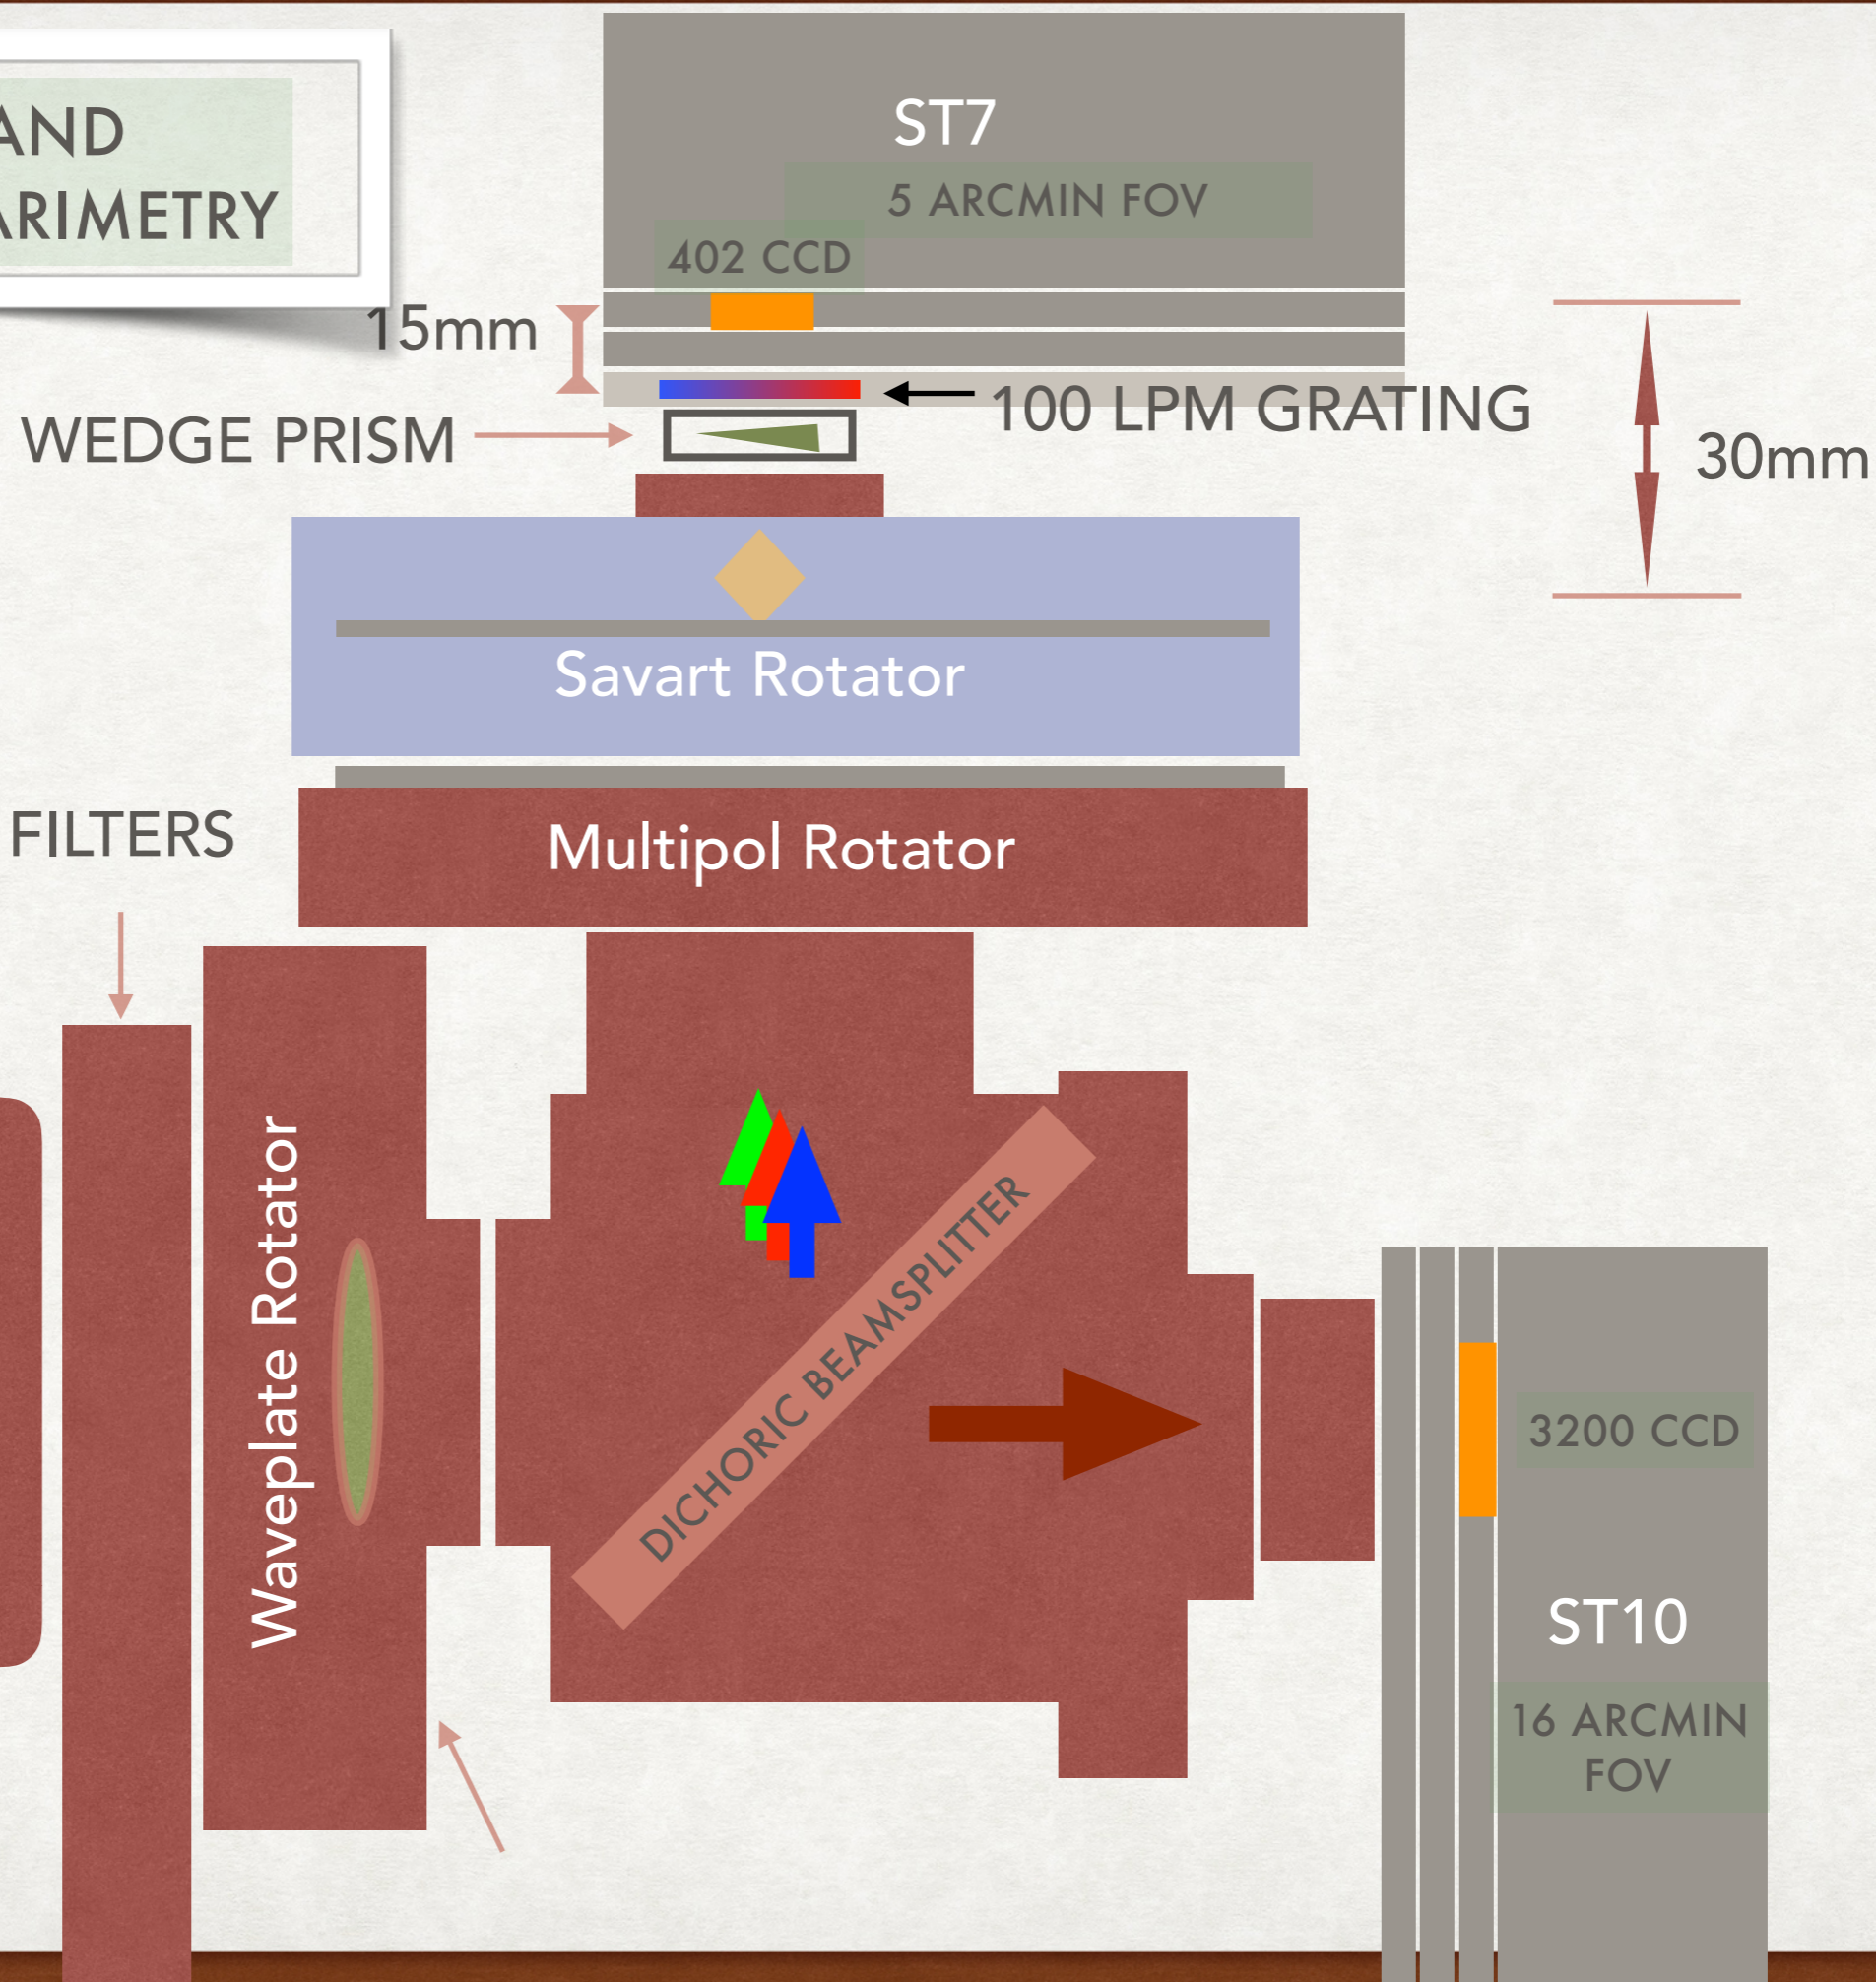 AND
ARIMETRY
ST7
5 ARCMIN FOV
402 CCD
15mm
100 LPM GRATING
WEDGE PRISM
30mm
Savart Rotator
Multipol Rotator
FILTERS
Waveplate Rotator
DICHORIC BEAMSPLITTER
3200 CCD
ST10
16 ARCMIN
FOV